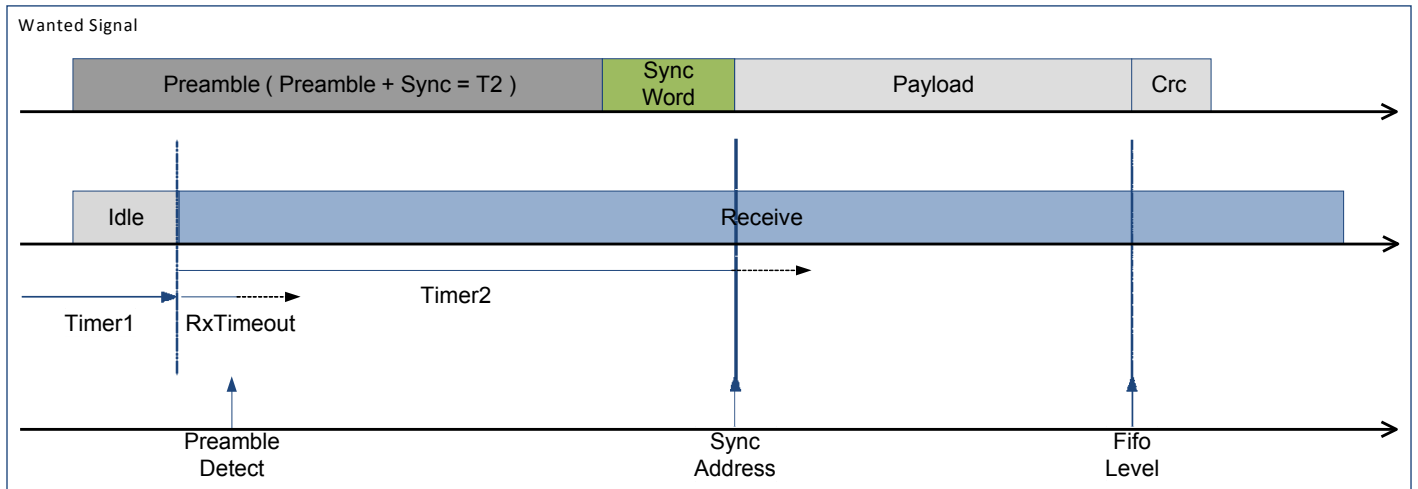 Wanted Signal
Preamble ( Preamble + Sync = T2 )
Sync
Word
Payload
Crc
Idle
Receive
Timer2
Timer1
RxTimeout
Preamble
Detect
Sync
Address
Fifo
Level